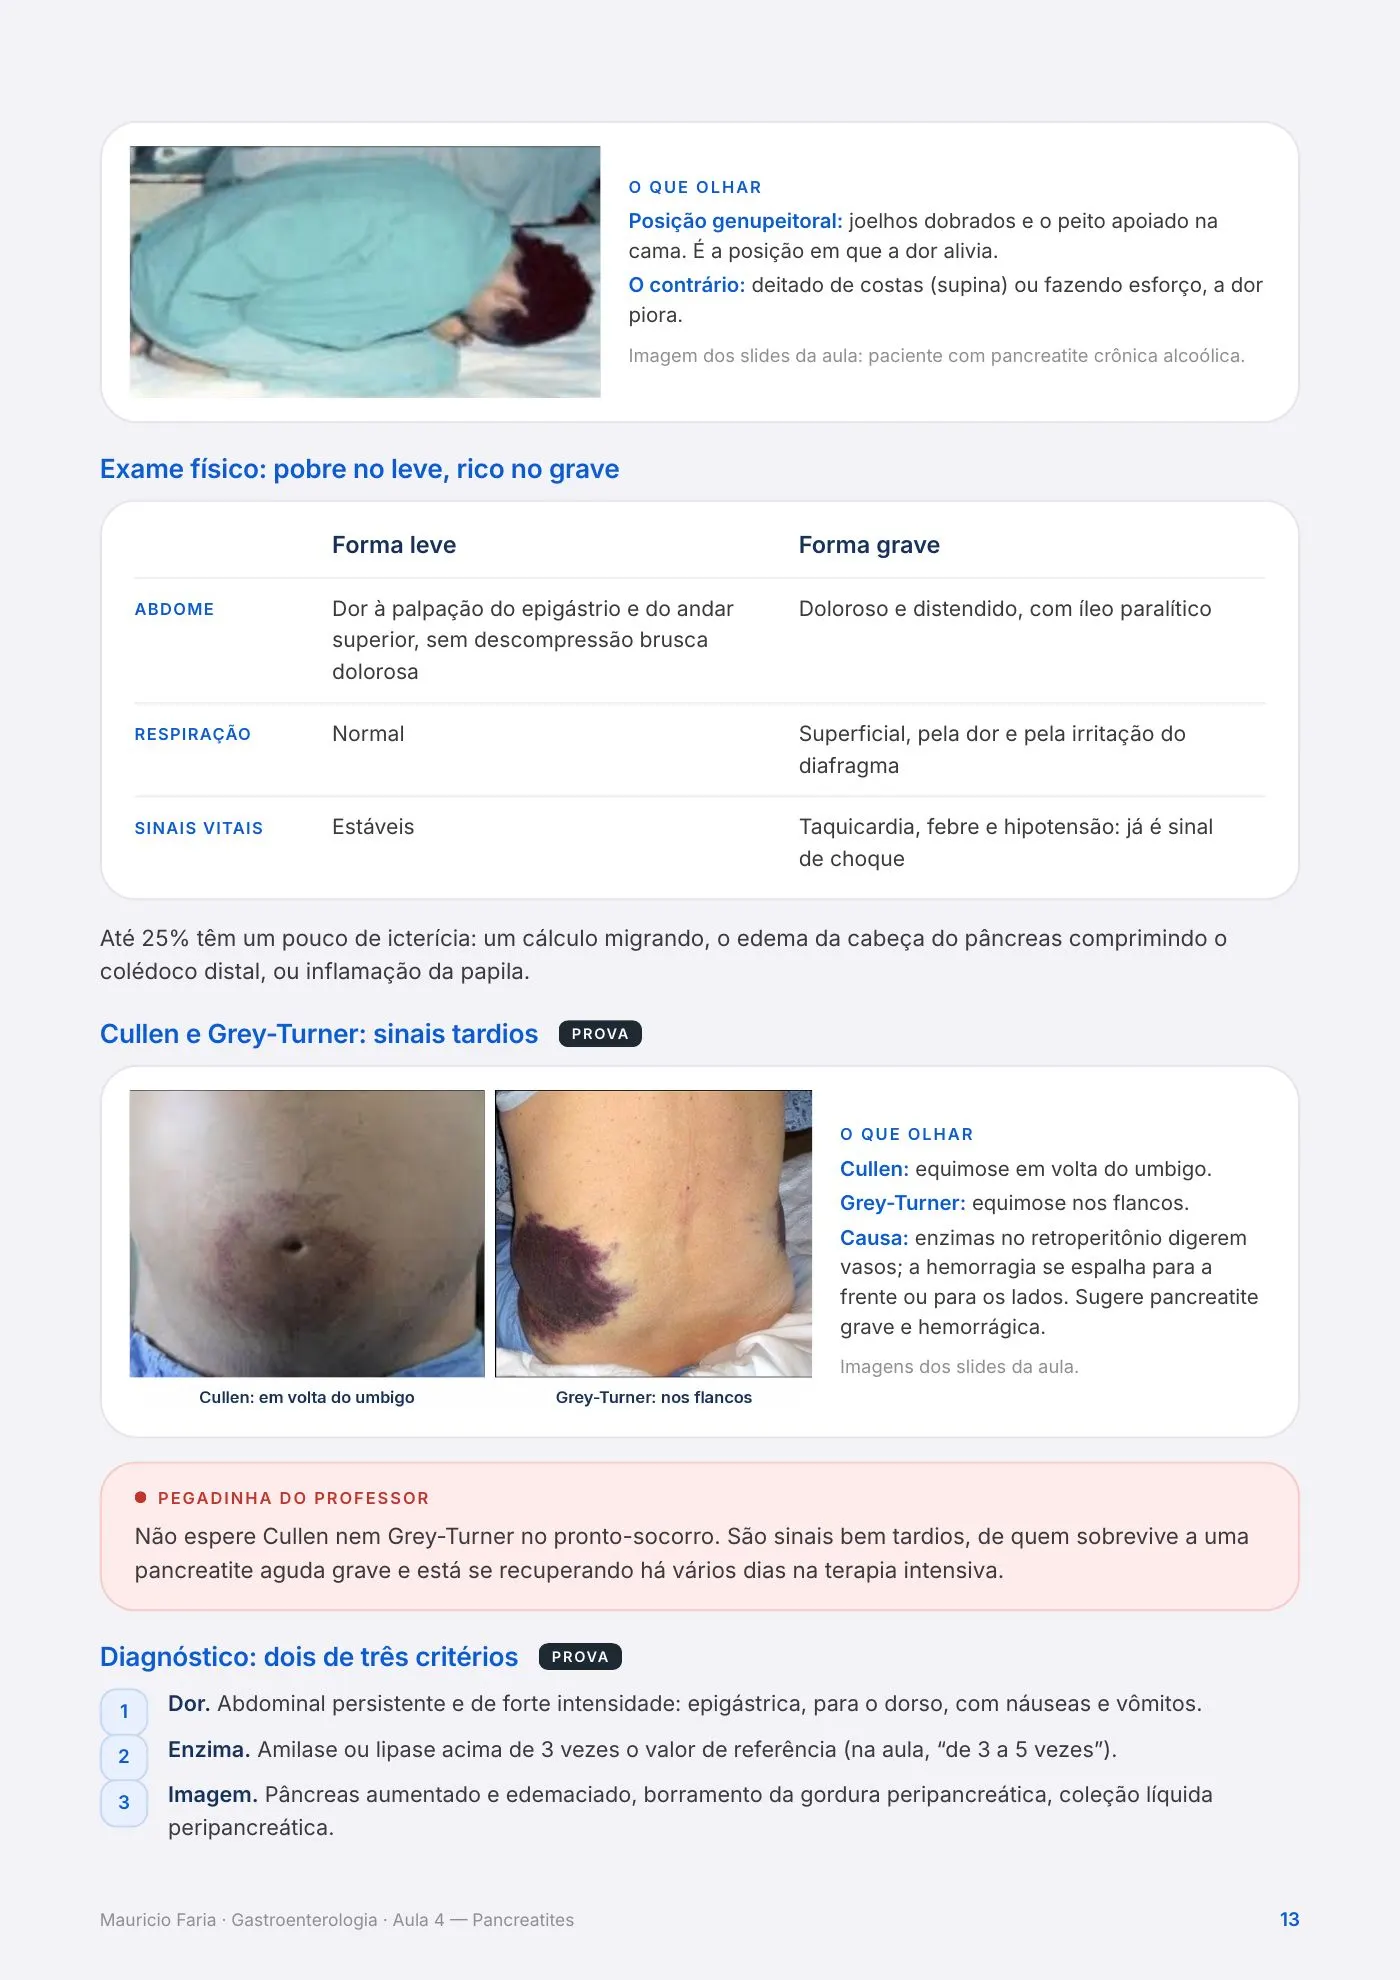 O QUE OLHAR
Posição genupeitoral: joelhos dobrados e o peito apoiado na
cama. É a posição em que a dor alivia.
O contrário: deitado de costas (supina) ou fazendo esforço, a dor
piora.
Imagem dos slides da aula: paciente com pancreatite crônica alcoólica.
Exame físico: pobre no leve, rico no grave
Forma leve Forma grave
ABDOME Dor à palpação do epigástrio e do andar Doloroso e distendido, com íleo paralítico
superior, sem descompressão brusca
dolorosa
RESPIRAÇÃO Normal Superficial, pela dor e pela irritação do
diafragma
SINAIS VITAIS Estáveis Taquicardia, febre e hipotensão: já é sinal
de choque
Até 25% têm um pouco de icterícia: um cálculo migrando, o edema da cabeça do pâncreas comprimindo o
colédoco distal, ou inflamação da papila.
Cullen e Grey-Turner: sinais tardios PROVA
O QUE OLHAR
Cullen: equimose em volta do umbigo.
Grey-Turner: equimose nos flancos.
Causa: enzimas no retroperitônio digerem
vasos; a hemorragia se espalha para a
frente ou para os lados. Sugere pancreatite
grave e hemorrágica.
Imagens dos slides da aula.
Cullen: em volta do umbigo Grey-Turner: nos flancos
PEGADINHA DO PROFESSOR
Não espere Cullen nem Grey-Turner no pronto-socorro. São sinais bem tardios, de quem sobrevive a uma
pancreatite aguda grave e está se recuperando há vários dias na terapia intensiva.
Diagnóstico: dois de três critérios PROVA
1 Dor. Abdominal persistente e de forte intensidade: epigástrica, para o dorso, com náuseas e vômitos.
2 Enzima. Amilase ou lipase acima de 3 vezes o valor de referência (na aula, “de 3 a 5 vezes”).
3 Imagem. Pâncreas aumentado e edemaciado, borramento da gordura peripancreática, coleção líquida
peripancreática.
Mauricio Faria · Gastroenterologia · Aula 4 — Pancreatites 13